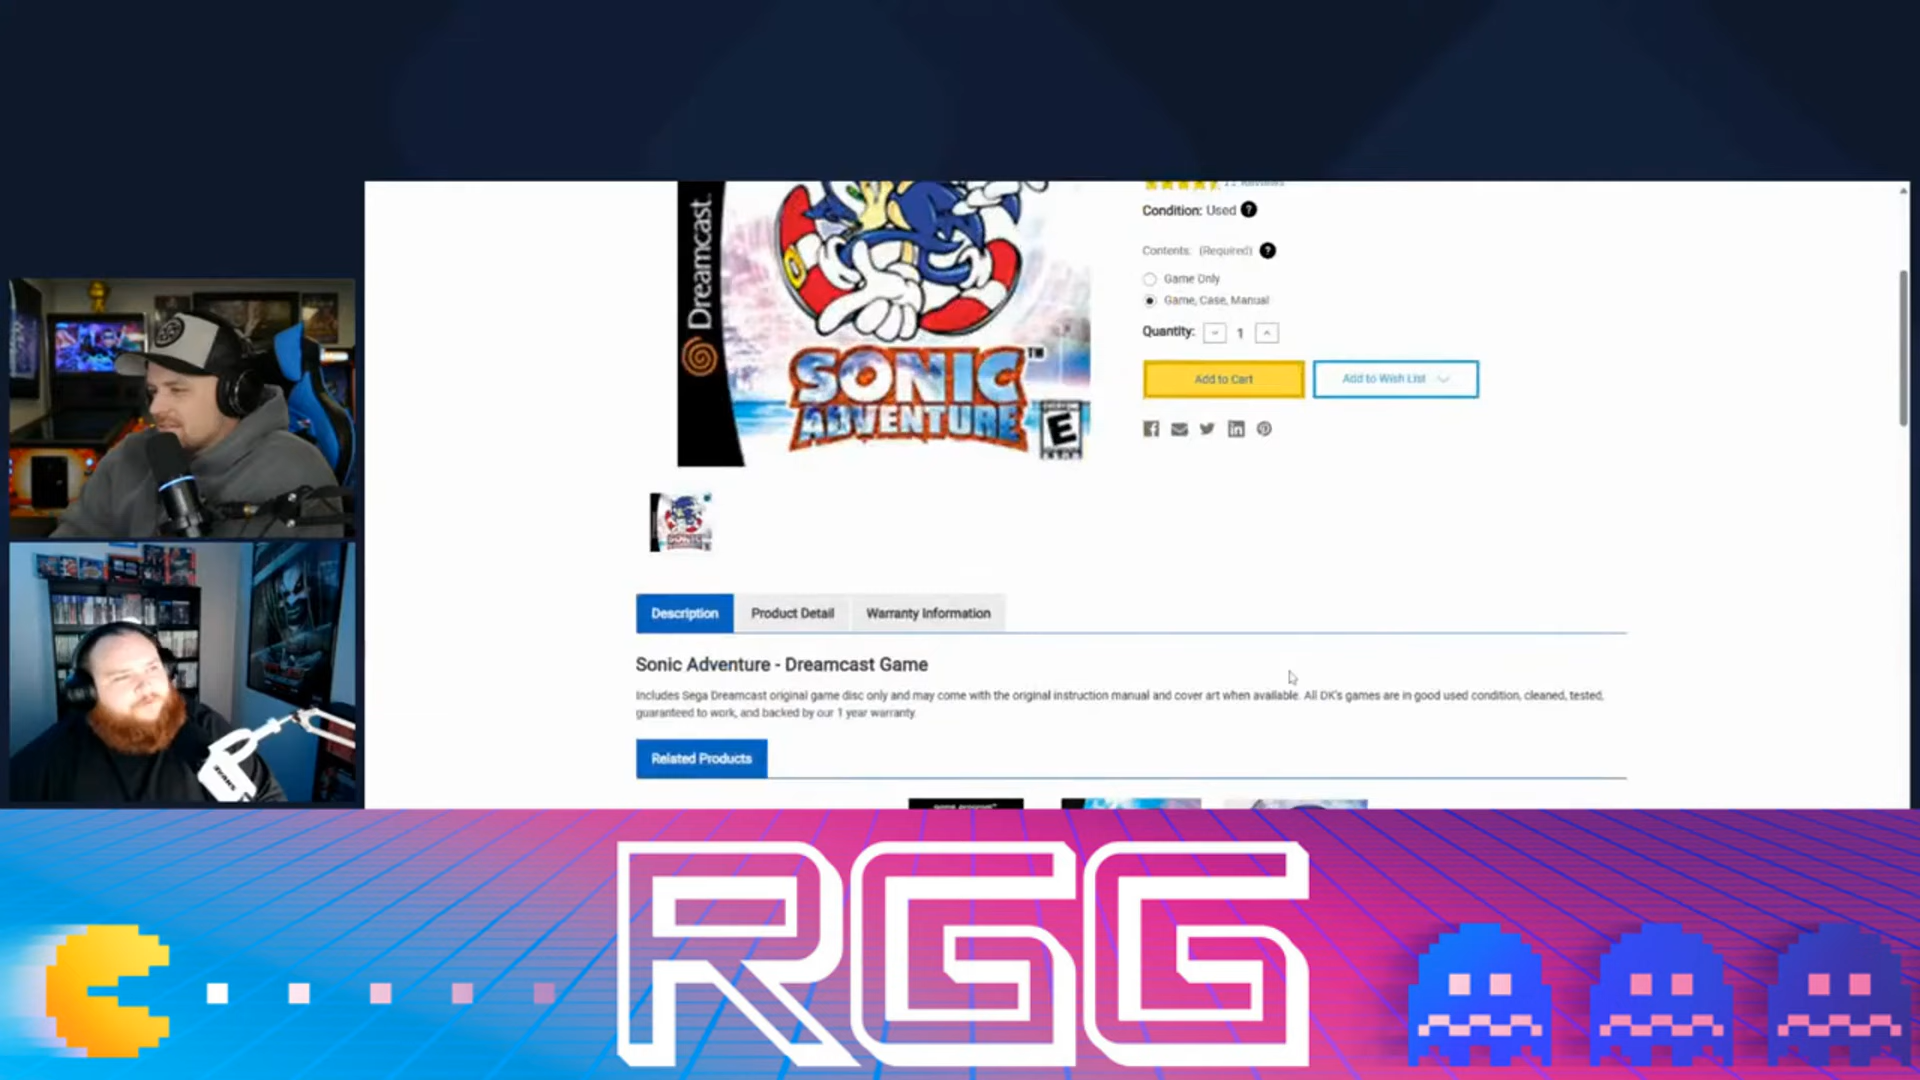 Dreamcast.
SONIC™
ADVENTURE
E
Condition: Used ?
Contents: (Required) ?
Game Only
Game, Case, Manual
Quantity: 1
Add to Cart
Add to Wish List
SONIC
Description
Product Detail
Warranty Information
Sonic Adventure - Dreamcast Game
Includes Sega Dreamcast original game disc only and may come with the original instruction manual and cover art when available. All DK's games are in good used condition, cleaned, tested,
guaranteed to work, and backed by our 1 year warranty.
Related Products
RGG